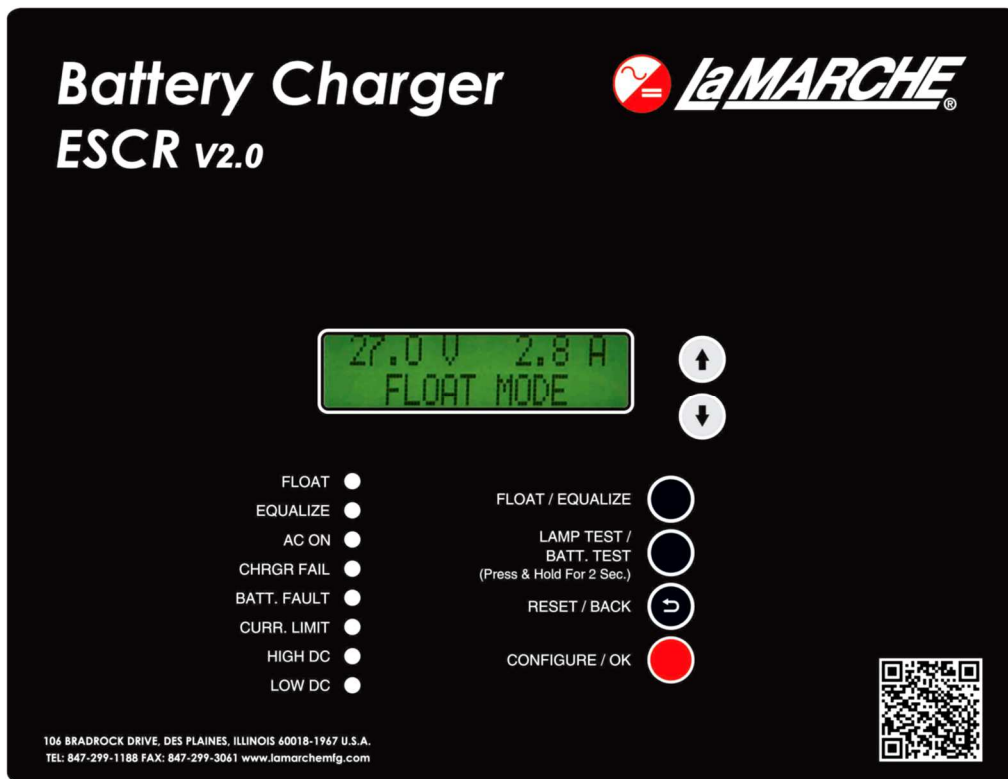 Battery Charger
ESCR V2.0
LaMARCHE®
27.0 V 2.8 A
FLOAT MODE
FLOAT
EQUALIZE
AC ON
CHRGR FAIL
BATT. FAULT
CURR. LIMIT
HIGH DC
LOW DC
FLOAT / EQUALIZE
LAMP TEST /
BATT. TEST
(Press & Hold For 2 Sec.)
RESET / BACK
CONFIGURE / OK
106 BRADROCK DRIVE, DES PLAINES, ILLINOIS 60018-1967 U.S.A.
TEL: 847-299-1188 FAX: 847-299-3061 www.lamarchemfg.com